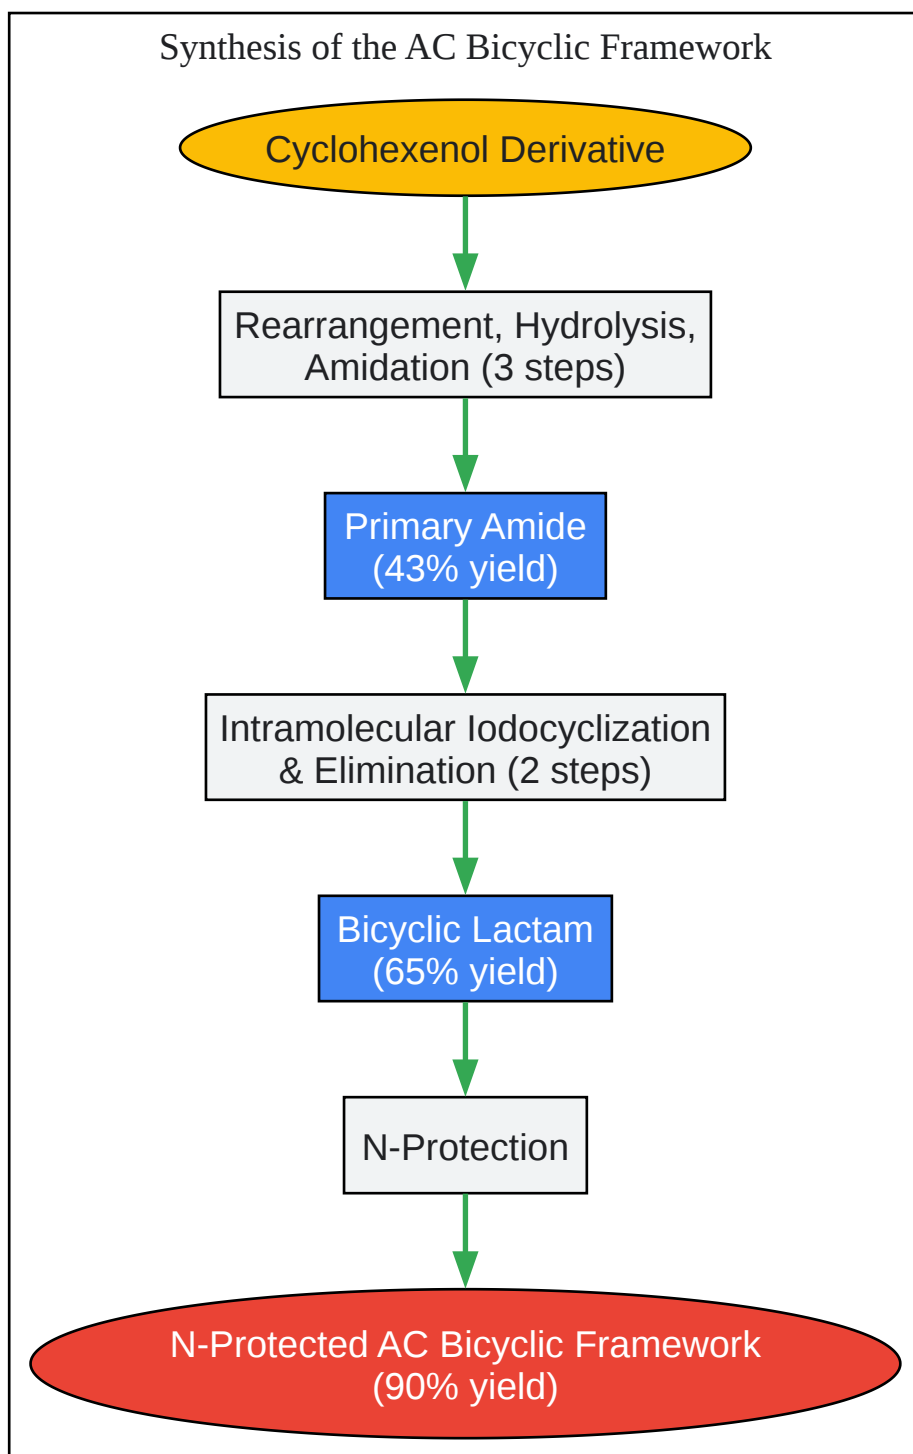 Synthesis of the AC Bicyclic Framework
Cyclohexenol Derivative
Rearrangement, Hydrolysis,
Amidation (3 steps)
Primary Amide
(43% yield)
Intramolecular Iodocyclization
& Elimination (2 steps)
Bicyclic Lactam
(65% yield)
N-Protection
N-Protected AC Bicyclic Framework
(90% yield)